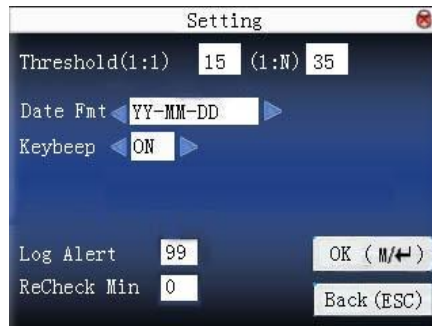 Setting
Threshold(1:1) 15 (1:N) 35
Date Fmt YY-MM-DD
Keybeep ON
Log Alert 99 OK ( M/↵ )
ReCheck Min 0
Back(ESC)